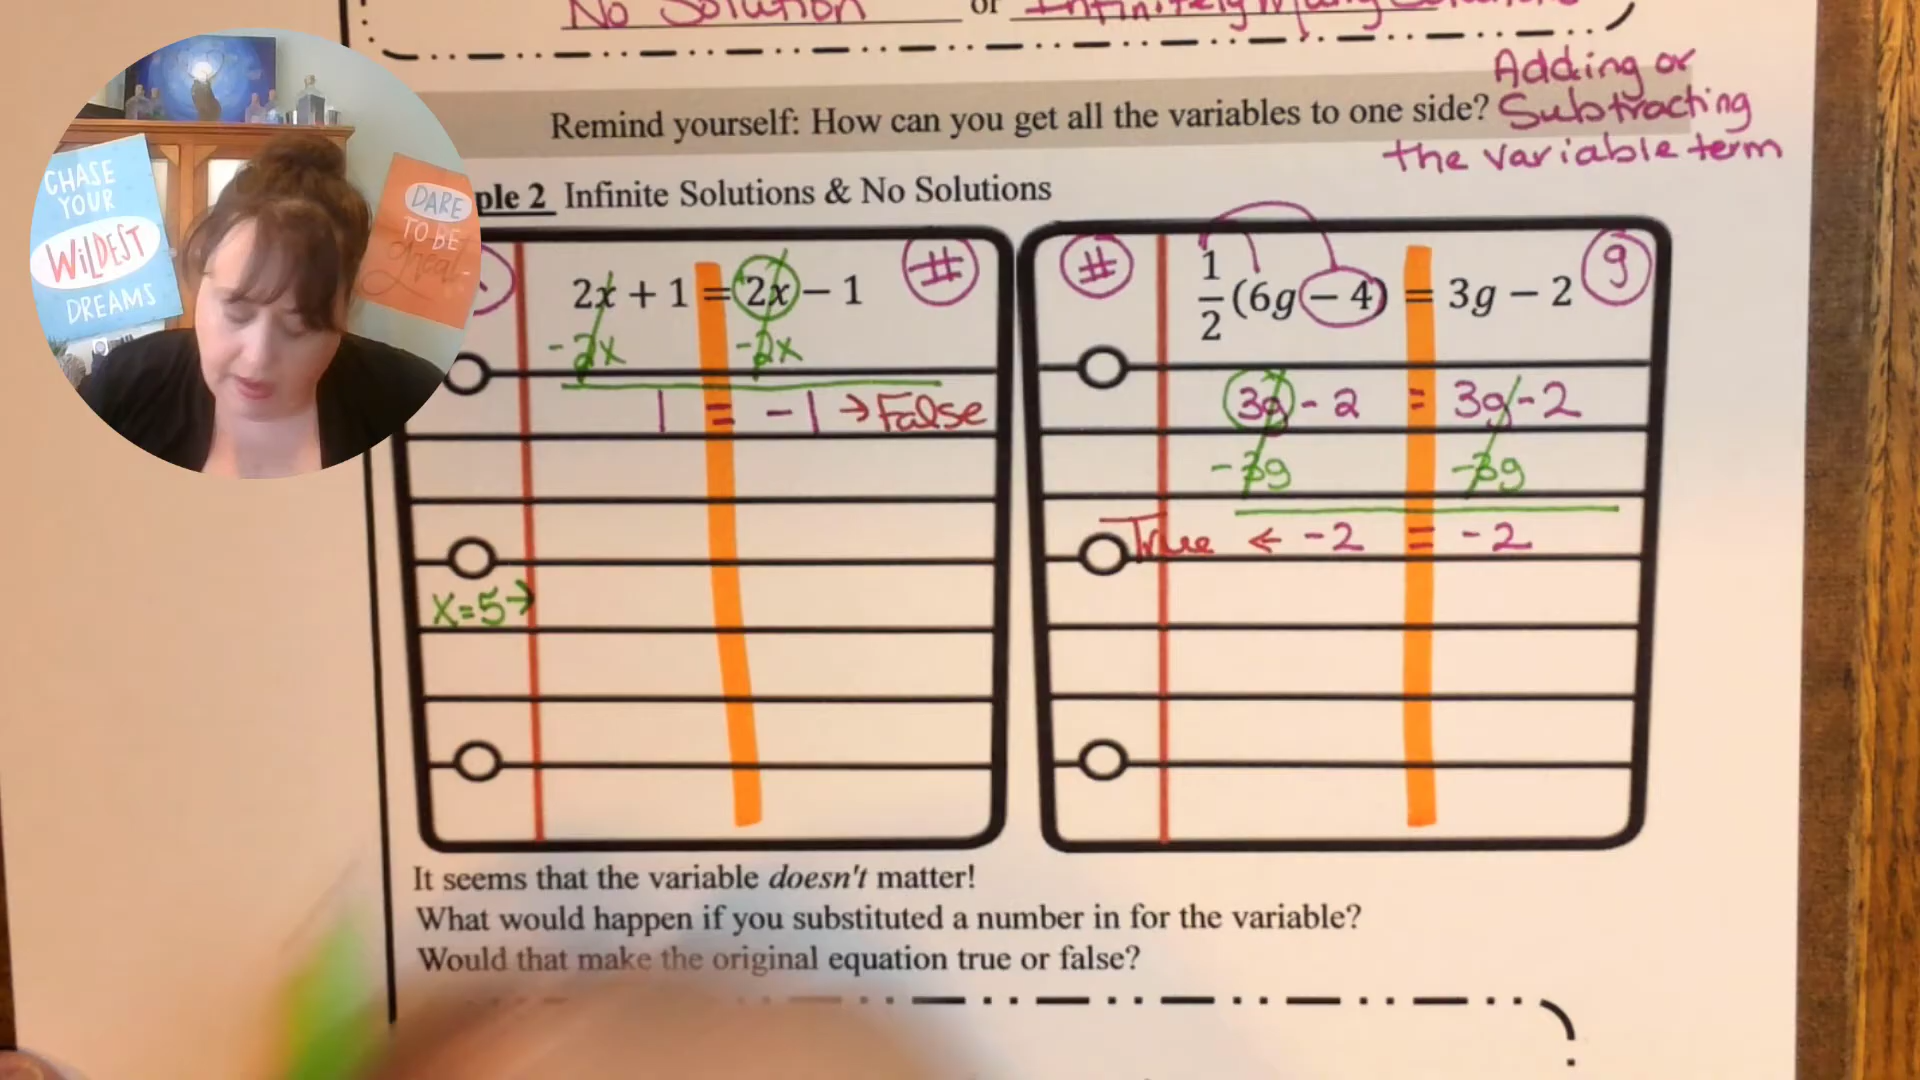 No Solution or Infinitely Many
Remind yourself: How can you get all the variables to one side? Adding or
Subtracting
the variable term
CHASE
YOUR
WILDEST
DREAMS
DARE
TO BE
great
ple 2 Infinite Solutions & No Solutions
2x + 1 = 2x − 1 #
-2x -2x
1 = -1 → False
x=5→
# 1/2(6g − 4) = 3g − 2 g
3g - 2 = 3g - 2
-3g -3g
True ← -2 = -2
It seems that the variable doesn't matter!
What would happen if you substituted a number in for the variable?
Would that make the original equation true or false?